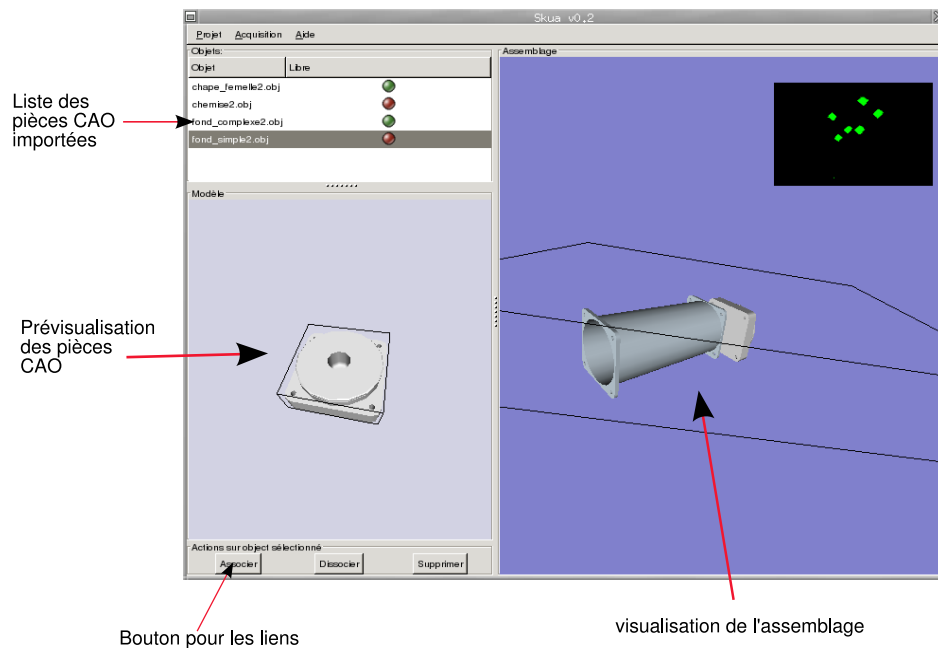 Skua v0.2
Projet Acquisition Aide
Objets:
Assemblage
Objet Libre
chape_femelle2.obj
chemise2.obj
fond_complexe2.obj
fond_simple2.obj
Liste des
pièces CAO
importées
Modèle
Prévisualisation
des pièces
CAO
Actions sur object sélectionné
Associer Dissocier Supprimer
Bouton pour les liens
visualisation de l'assemblage